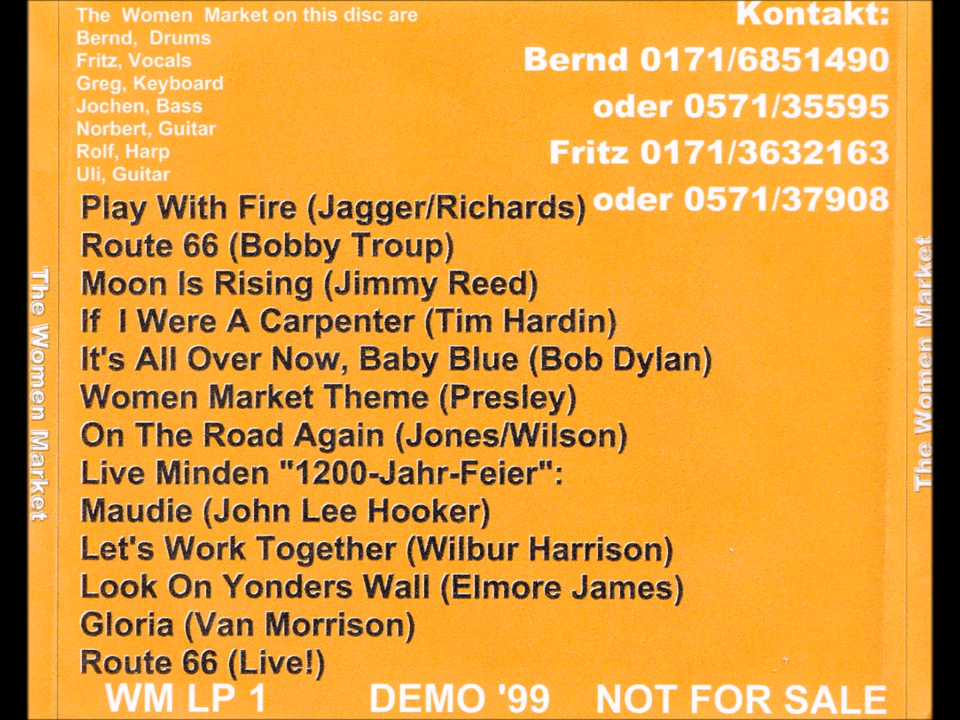 The Women Market on this disc are
Bernd, Drums
Fritz, Vocals
Greg, Keyboard
Jochen, Bass
Norbert, Guitar
Rolf, Harp
Uli, Guitar
Kontakt:
Bernd 0171/6851490
oder 0571/35595
Fritz 0171/3632163
oder 0571/37908
Play With Fire (Jagger/Richards)
Route 66 (Bobby Troup)
Moon Is Rising (Jimmy Reed)
If I Were A Carpenter (Tim Hardin)
It's All Over Now, Baby Blue (Bob Dylan)
Women Market Theme (Presley)
On The Road Again (Jones/Wilson)
Live Minden "1200-Jahr-Feier":
Maudie (John Lee Hooker)
Let's Work Together (Wilbur Harrison)
Look On Yonders Wall (Elmore James)
Gloria (Van Morrison)
Route 66 (Live!)
WM LP 1 DEMO '99 NOT FOR SALE
The Women Market
The Women Market